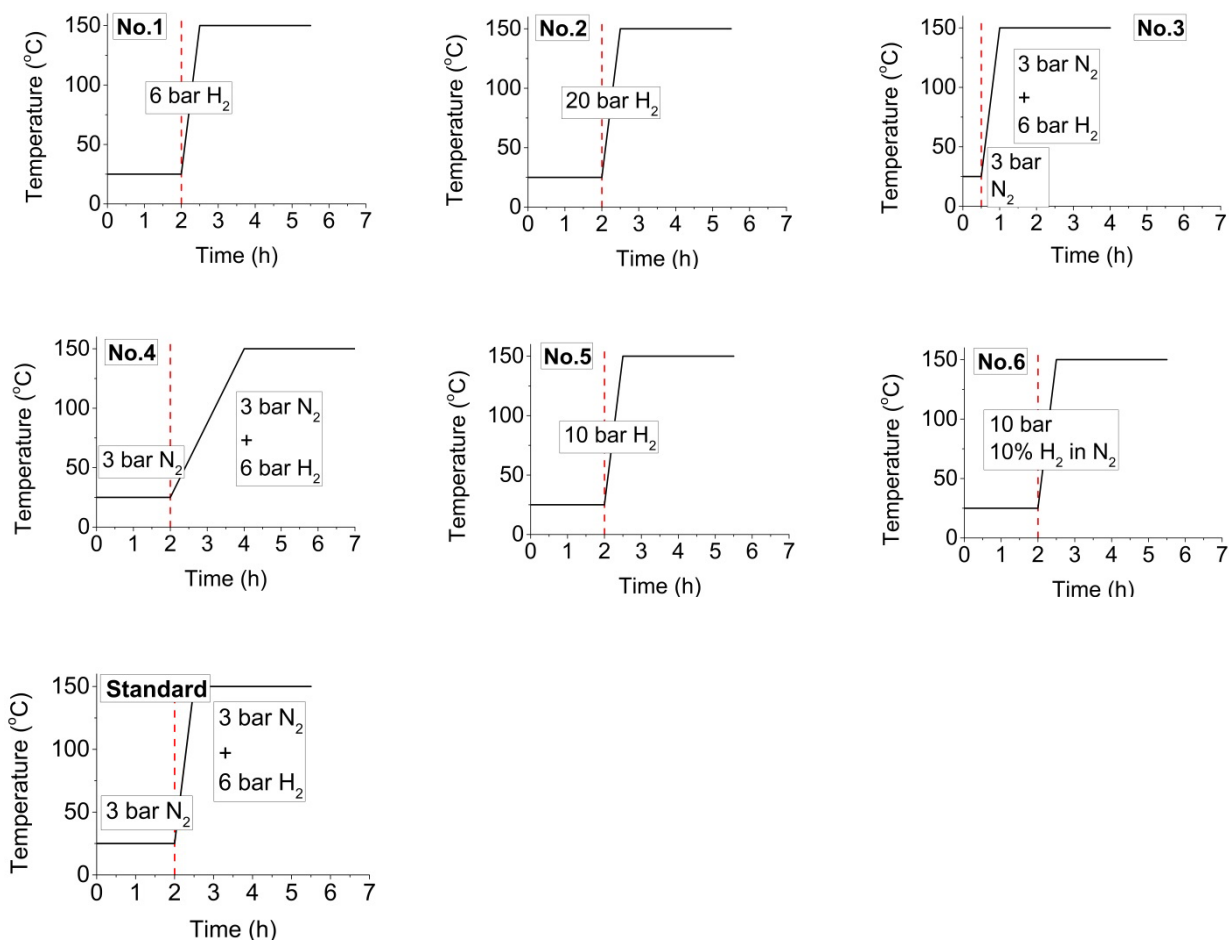 No.1
Temperature (°C)
150
100
50
0
6 bar H₂
0 1 2 3 4 5 6 7
Time (h)
No.2
Temperature (°C)
150
100
50
0
20 bar H₂
0 1 2 3 4 5 6 7
Time (h)
No.3
Temperature (°C)
150
100
50
0
3 bar N₂
+
6 bar H₂
3 bar
N₂
0 1 2 3 4 5 6 7
Time (h)
No.4
Temperature (°C)
150
100
50
0
3 bar N₂
3 bar N₂
+
6 bar H₂
0 1 2 3 4 5 6 7
Time (h)
No.5
Temperature (°C)
150
100
50
0
10 bar H₂
0 1 2 3 4 5 6 7
Time (h)
No.6
Temperature (°C)
150
100
50
0
10 bar
10% H₂ in N₂
0 1 2 3 4 5 6 7
Time (h)
Standard
Temperature (°C)
150
100
50
0
3 bar N₂
+
6 bar H₂
3 bar N₂
0 1 2 3 4 5 6 7
Time (h)